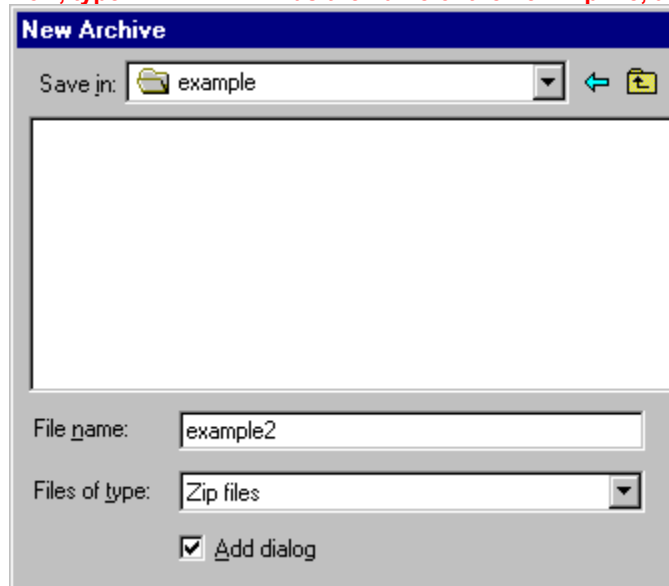 New Archive
Save in: example
File name: example2
Files of type: Zip files
Add dialog